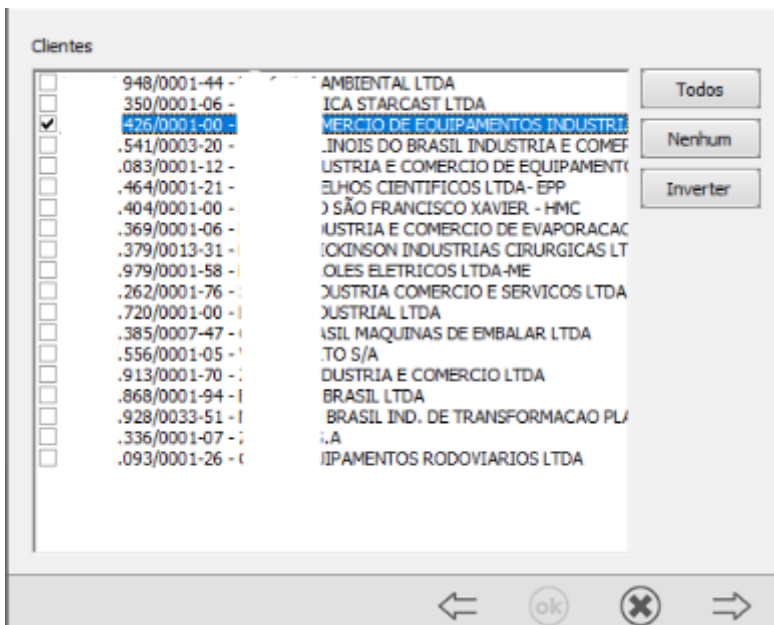 Clientes
948/0001-44 - AMBIENTAL LTDA
350/0001-06 - ICA STARCAST LTDA
426/0001-00 - MERCIO DE EQUIPAMENTOS INDUSTRI
.541/0003-20 - LINOIS DO BRASIL INDUSTRIA E COMER
.083/0001-12 - USTRIA E COMERCIO DE EQUIPAMENT
.464/0001-21 - ELHOS CIENTIFICOS LTDA- EPP
.404/0001-00 - SÃO FRANCISCO XAVIER - HMC
.369/0001-06 - USTRIA E COMERCIO DE EVAPORACAO
.379/0013-31 - ICKINSON INDUSTRIAS CIRURGICAS LT
.979/0001-58 - OLES ELETRICOS LTDA-ME
.262/0001-76 - USTRIA COMERCIO E SERVICOS LTDA
.720/0001-00 - USTRIAL LTDA
.385/0007-47 - ASIL MAQUINAS DE EMBALAR LTDA
.556/0001-05 - TO S/A
.913/0001-70 - DUSTRIA E COMERCIO LTDA
.868/0001-94 - BRASIL LTDA
.928/0033-51 - BRASIL IND. DE TRANSFORMACAO PLA
.336/0001-07 - .A
.093/0001-26 - IPAMENTOS RODOVIARIOS LTDA
Todos
Nenhum
Inverter
ok